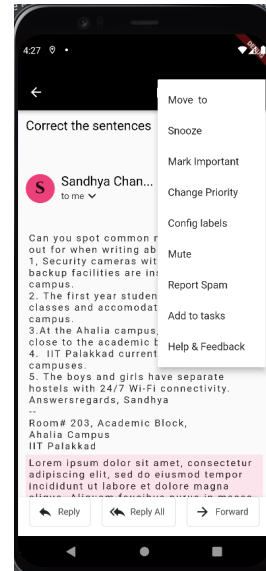 4:27
DEBUG
Move to
Snooze
Mark Important
Change Priority
Config labels
Mute
Report Spam
Add to tasks
Help & Feedback
Correct the sentences
S
Sandhya Chan...
to me
Can you spot common
out for when writing ab
1, Security cameras wit
backup facilities are ins
campus.
2. The first year studen
classes and accomodat
campus.
3.At the Ahalia campus,
close to the academic b
4. IIT Palakkad current
campuses.
5. The boys and girls have separate
hostels with 24/7 Wi-Fi connectivity.
Answersregards, Sandhya
--
Room# 203, Academic Block,
Ahalia Campus
IIT Palakkad
Lorem ipsum dolor sit amet, consectetur
adipiscing elit, sed do eiusmod tempor
incididunt ut labore et dolore magna
Reply
Reply All
Forward